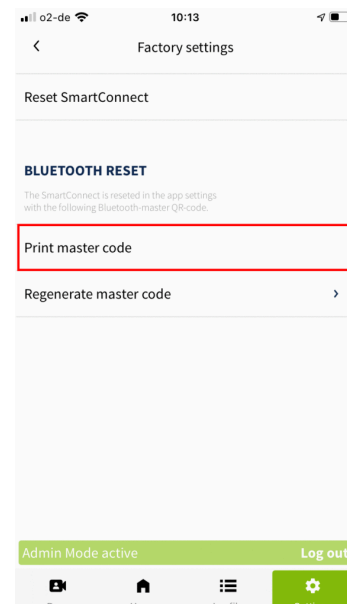 o2-de 10:13
Factory settings
Reset SmartConnect
BLUETOOTH RESET
The SmartConnect is reseted in the app settings
with the following Bluetooth-master QR-code.
Print master code
Regenerate master code
Admin Mode active Log out